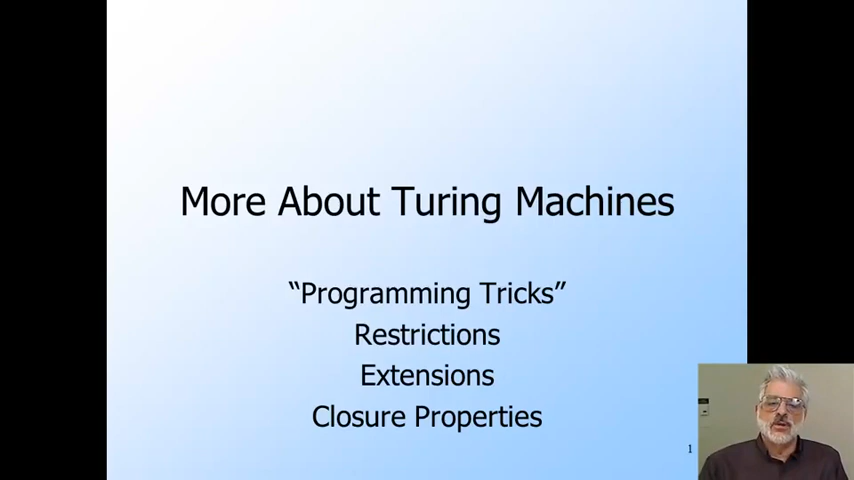 More About Turing Machines
“Programming Tricks”
Restrictions
Extensions
Closure Properties
1